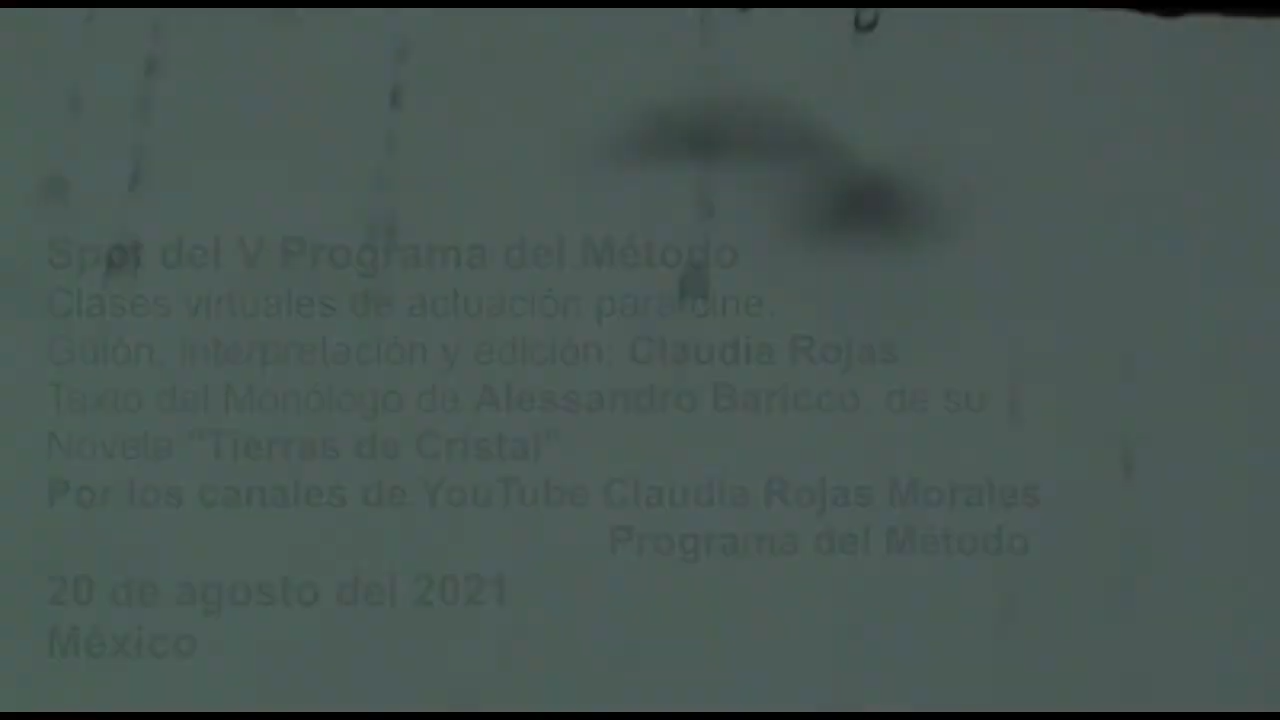 Spot del V Programa del Método
Clases virtuales de actuación para cine.
Guión, interpretación y edición: Claudia Rojas
Texto del Monólogo de Alessandro Baricco, de su
Novela "Tierras de Cristal"
Por los canales de YouTube Claudia Rojas Morales
Programa del Método
20 de agosto del 2021
México